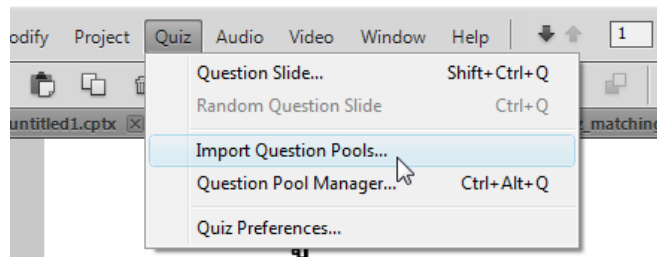 odify Project Quiz Audio Video Window Help 1
Question Slide... Shift+Ctrl+Q
Random Question Slide Ctrl+Q
untitled1.cptx _matching
Import Question Pools...
Question Pool Manager... Ctrl+Alt+Q
Quiz Preferences...